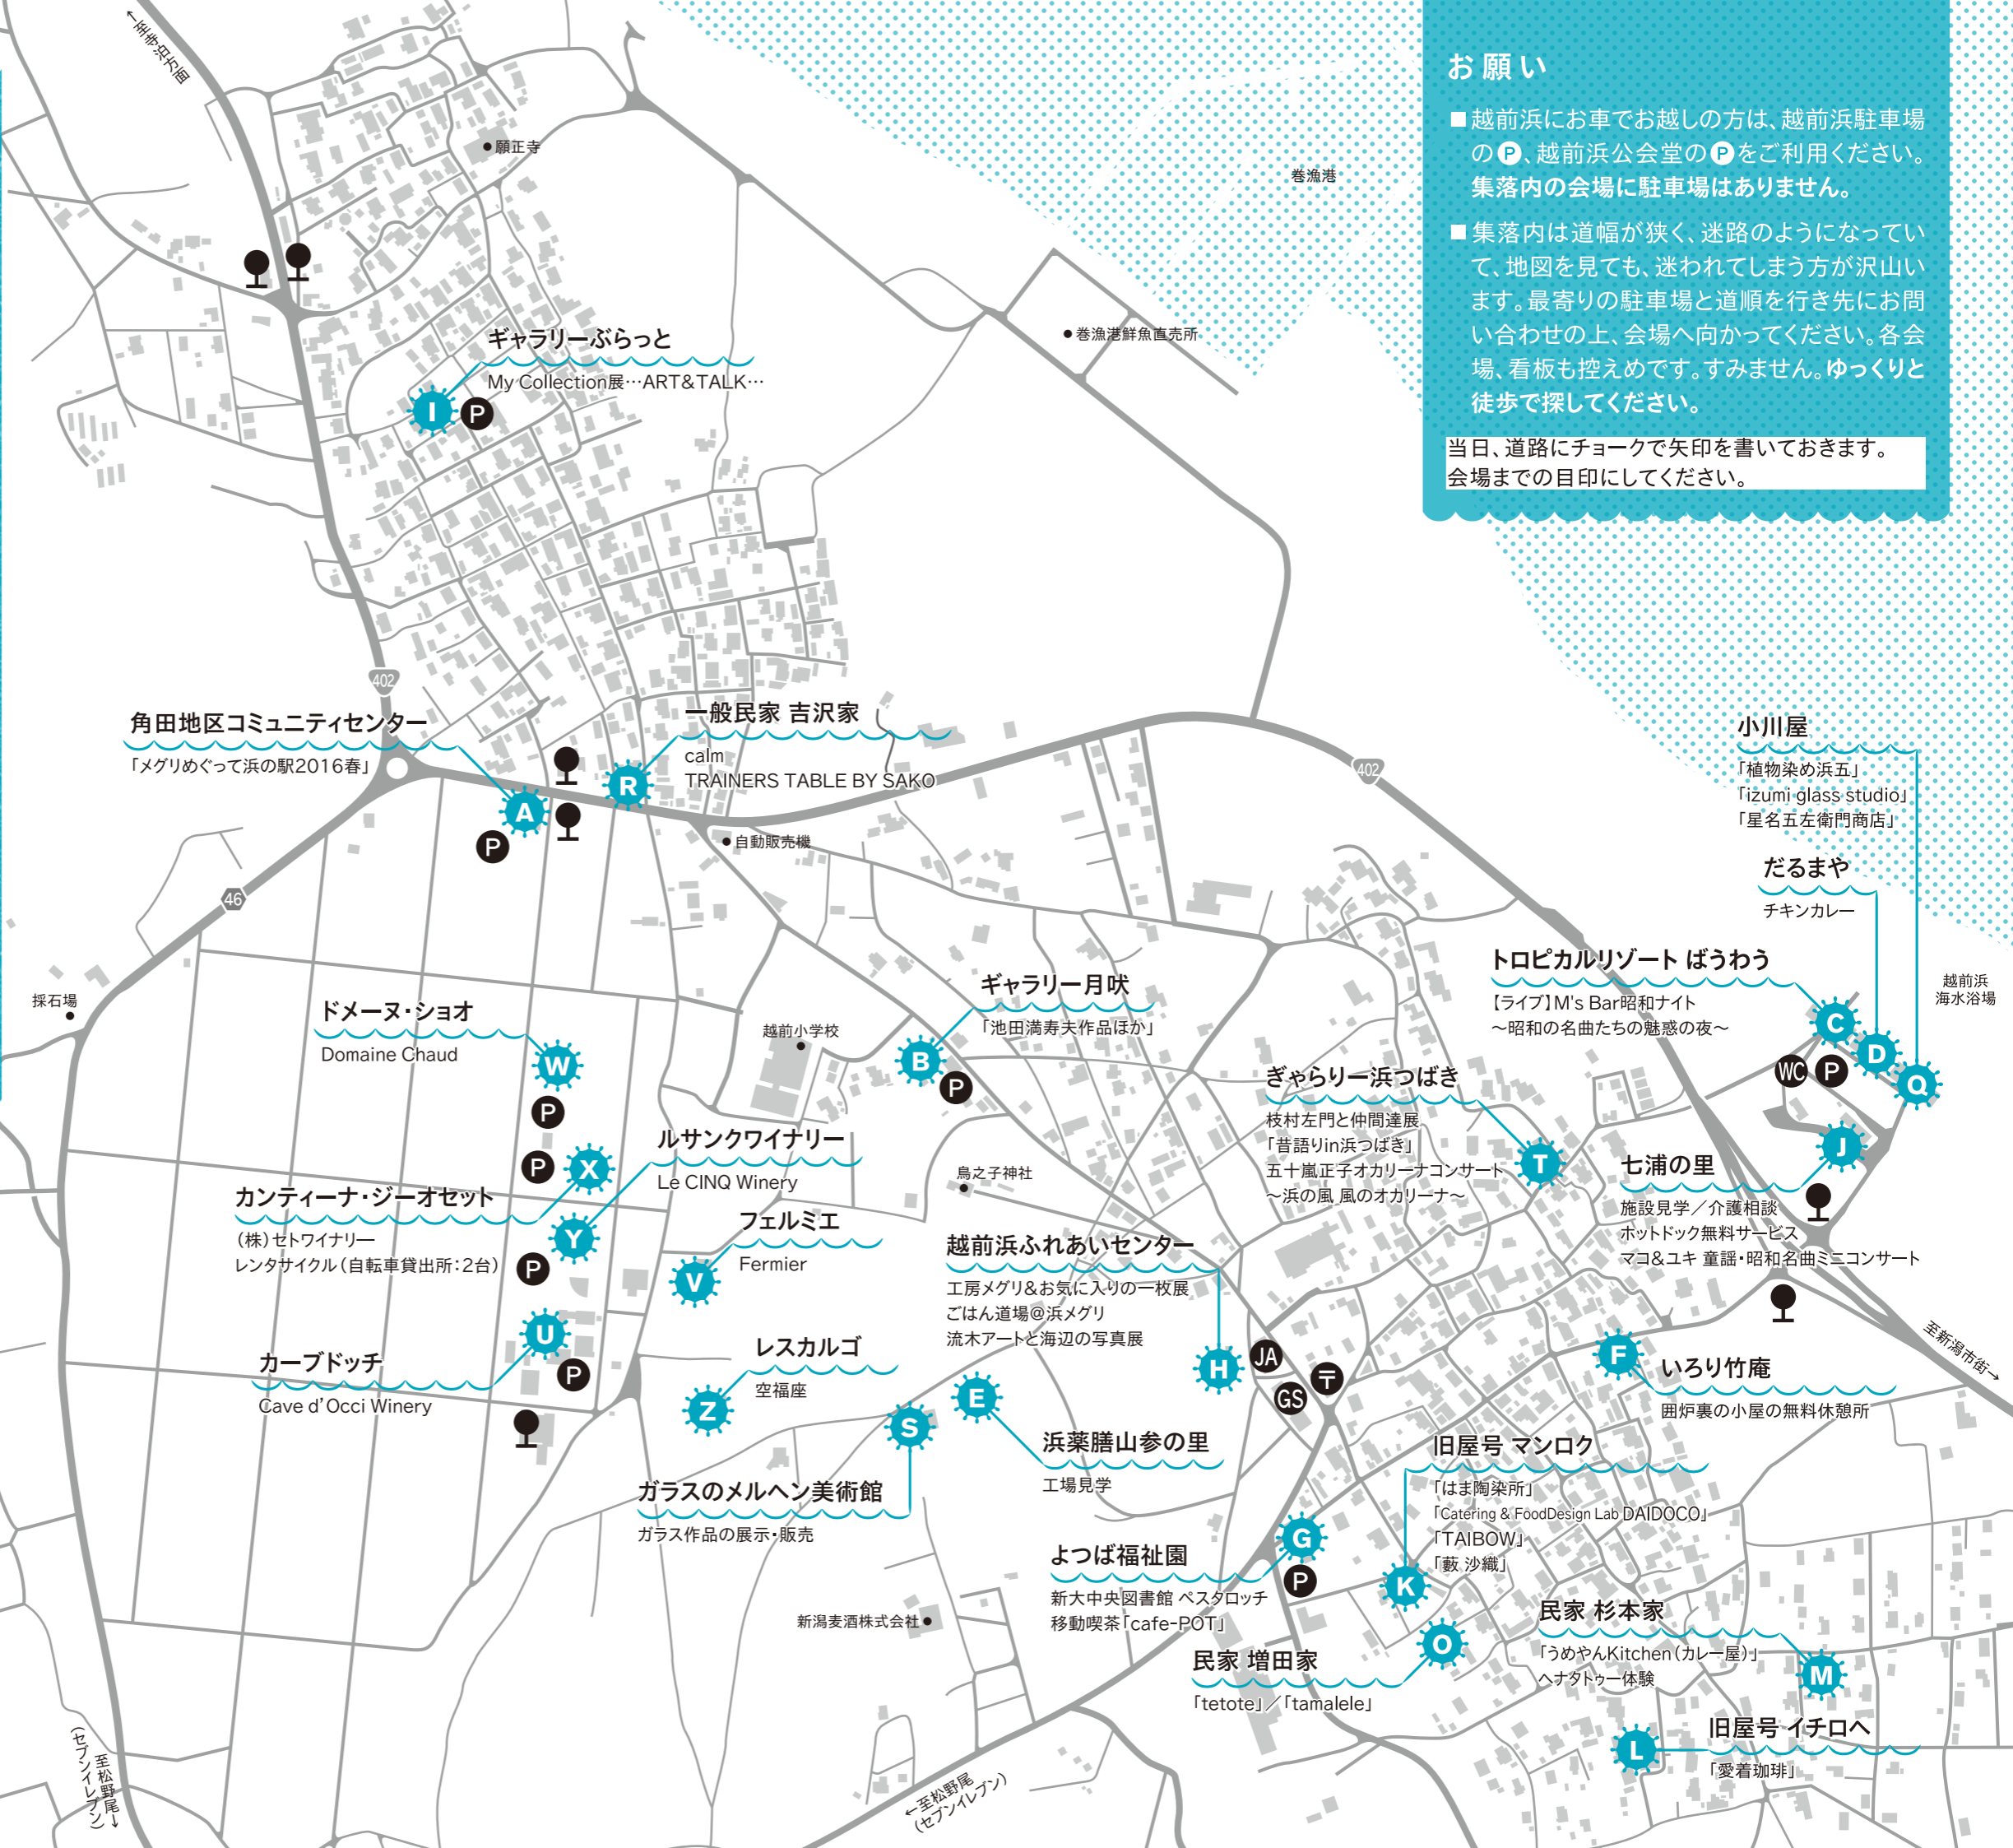 ←至寺泊方面
願正寺
巻漁港
巻漁港鮮魚直売所
お願い
■越前浜にお車でお越しの方は、越前浜駐車場
のP、越前浜公会堂のPをご利用ください。
集落内の会場に駐車場はありません。
■集落内は道幅が狭く、迷路のようになってい
て、地図を見ても、迷われてしまう方が沢山い
ます。最寄りの駐車場と道順を行き先にお問
い合わせの上、会場へ向かってください。各会
場、看板も控えめです。すみません。ゆっくりと
徒歩で探してください。
当日、道路にチョークで矢印を書いておきます。
会場までの目印にしてください。
ギャラリーぶらっと
My Collection展…ART&TALK…
I
P
402
角田地区コミュニティセンター
「メグリめぐって浜の駅2016春」
A
P
一般民家 吉沢家
calm
TRAINERS TABLE BY SAKO
R
自動販売機
402
46
採石場
小川屋
「植物染め浜五」
「izumi glass studio」
「星名五左衛門商店」
だるまや
チキンカレー
トロピカルリゾート ばうわう
【ライブ】M's Bar昭和ナイト
〜昭和の名曲たちの魅惑の夜〜
越前浜
海水浴場
C
D
Q
WC
P
J
ドメーヌ・ショオ
Domaine Chaud
W
P
越前小学校
ギャラリー月吠
「池田満寿夫作品ほか」
B
P
ぎゃらりー浜つばき
枝村左門と仲間達展
「昔語りin浜つばき」
五十嵐正子オカリーナコンサート
〜浜の風 風のオカリーナ〜
T
七浦の里
施設見学／介護相談
ホットドック無料サービス
マコ&ユキ 童謡・昭和名曲ミニコンサート
ルサンクワイナリー
Le CINQ Winery
P
X
カンティーナ・ジーオセット
(株)セトワイナリー
レンタサイクル(自転車貸出所:2台)
Y
P
鳥之子神社
フェルミエ
Fermier
V
越前浜ふれあいセンター
工房メグリ&お気に入りの一枚展
ごはん道場@浜メグリ
流木アートと海辺の写真展
H
JA
GS
〒
カーブドッチ
Cave d'Occi Winery
U
P
レスカルゴ
空福座
Z
S
E
浜薬膳山参の里
工場見学
ガラスのメルヘン美術館
ガラス作品の展示・販売
F
いろり竹庵
囲炉裏の小屋の無料休憩所
至新潟市街→
旧屋号 マンロク
「はま陶染所」
「Catering & FoodDesign Lab DAIDOCO」
「TAIBOW」
「藪 沙織」
K
よつば福祉園
新大中央図書館 ペスタロッチ
移動喫茶「cafe-POT」
G
P
新潟麦酒株式会社
民家 増田家
「tetote」／「tamalele」
O
民家 杉本家
「うめやんKitchen(カレー屋)」
ヘナタトゥー体験
M
旧屋号 イチロヘ
「愛着珈琲」
L
至松野尾→
(セブンイレブン)
←至松野尾
(セブンイレブン)